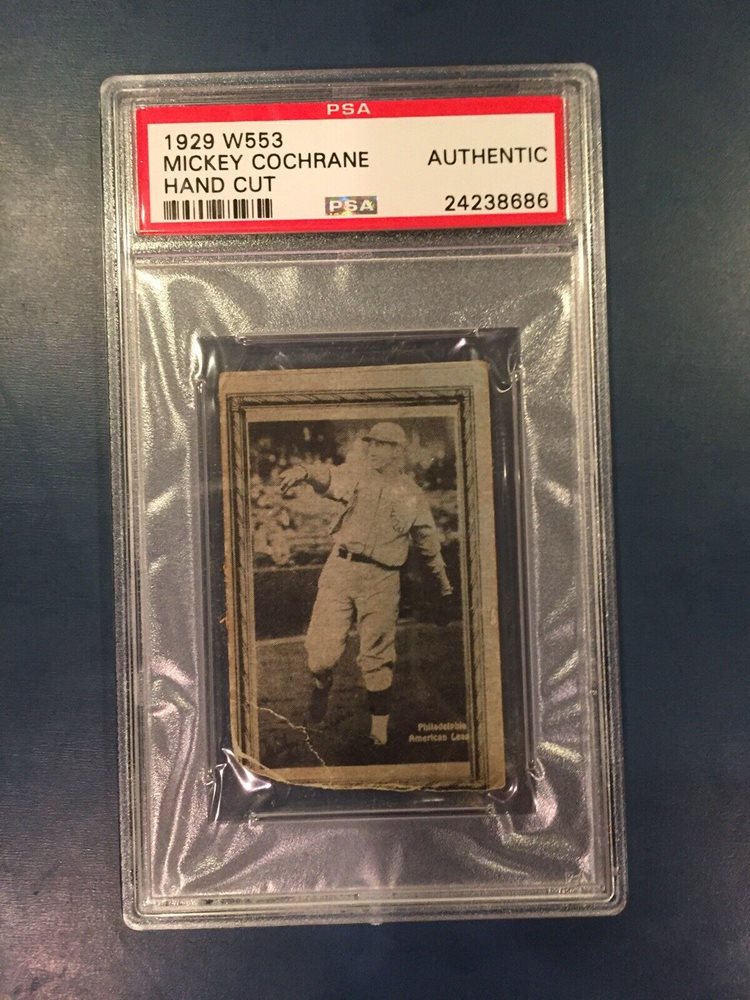 PSA
1929 W553
MICKEY COCHRANE AUTHENTIC
HAND CUT
PSA 24238686
Philadelphia
American Leag